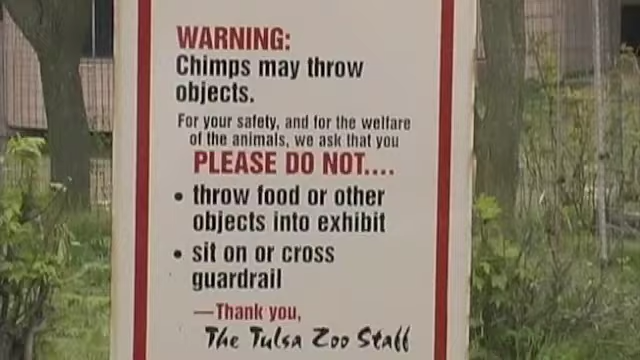 WARNING:
Chimps may throw
objects.
For your safety, and for the welfare
of the animals, we ask that you
PLEASE DO NOT....
• throw food or other
objects into exhibit
• sit on or cross
guardrail
—Thank you,
The Tulsa Zoo Staff